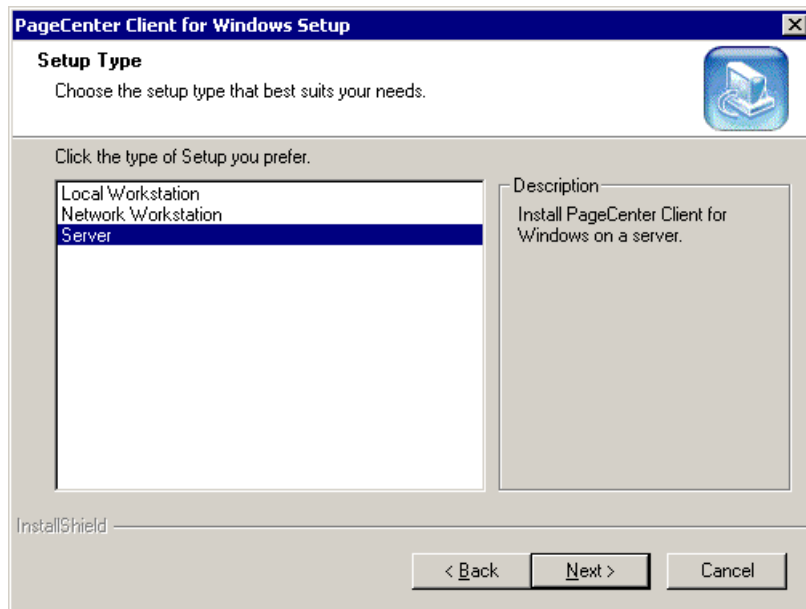 PageCenter Client for Windows Setup
Setup Type
Choose the setup type that best suits your needs.
Click the type of Setup you prefer.
Local Workstation
Network Workstation
Server
Description
Install PageCenter Client for
Windows on a server.
InstallShield
< Back
Next >
Cancel